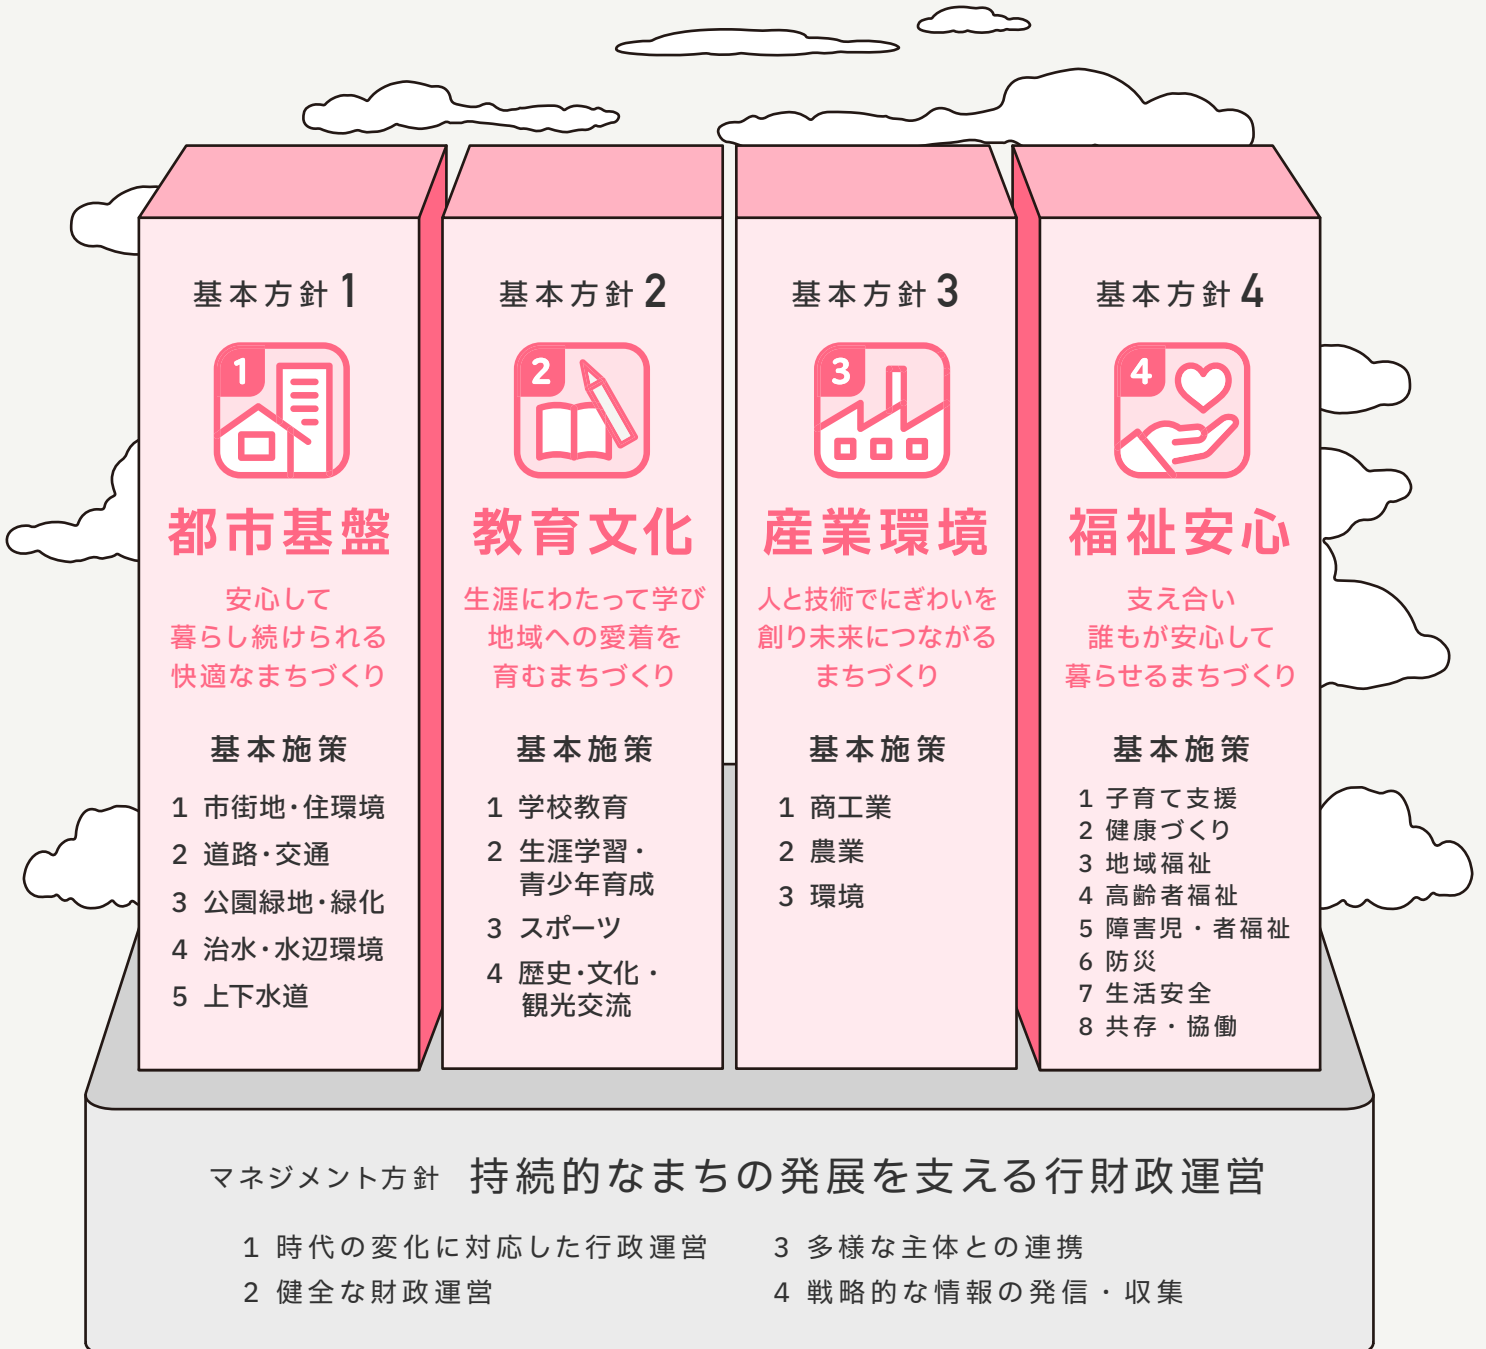 基本方針 1
1
都市基盤
安心して
暮らし続けられる
快適なまちづくり
基本施策
1 市街地・住環境
2 道路・交通
3 公園緑地・緑化
4 治水・水辺環境
5 上下水道
基本方針 2
2
教育文化
生涯にわたって学び
地域への愛着を
育むまちづくり
基本施策
1 学校教育
2 生涯学習・
青少年育成
3 スポーツ
4 歴史・文化・
観光交流
基本方針 3
3
産業環境
人と技術でにぎわいを
創り未来につながる
まちづくり
基本施策
1 商工業
2 農業
3 環境
基本方針 4
4
福祉安心
支え合い
誰もが安心して
暮らせるまちづくり
基本施策
1 子育て支援
2 健康づくり
3 地域福祉
4 高齢者福祉
5 障害児・者福祉
6 防災
7 生活安全
8 共存・協働
マネジメント方針 持続的なまちの発展を支える行財政運営
1 時代の変化に対応した行政運営
2 健全な財政運営
3 多様な主体との連携
4 戦略的な情報の発信・収集